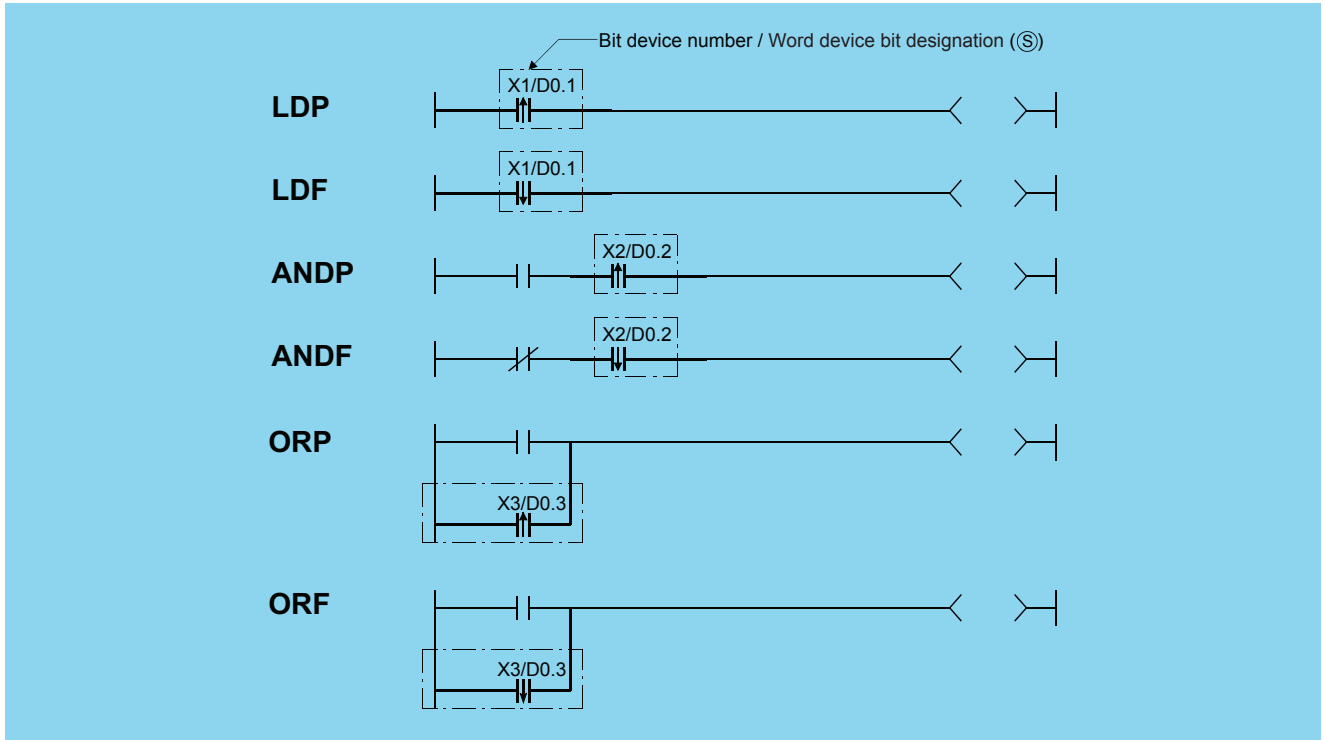 Bit device number / Word device bit designation (Ⓢ)
LDP X1/D0.1
LDF X1/D0.1
ANDP X2/D0.2
ANDF X2/D0.2
ORP
X3/D0.3
ORF
X3/D0.3